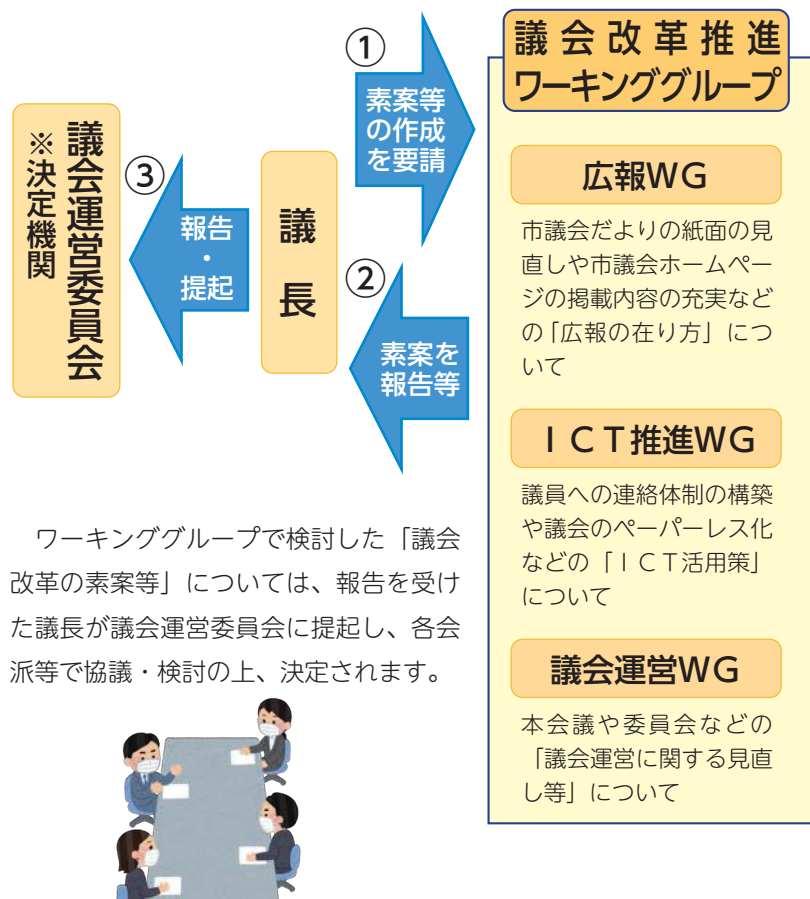 ①
素案等
の作成
を要請
議会運営委員会
※決定機関
③
報告
・
提起
議長
②
素案を
報告等
議会改革推進
ワーキンググループ
広報WG
市議会だよりの紙面の見
直しや市議会ホームペー
ジの掲載内容の充実など
の「広報の在り方」につ
いて
ＩＣＴ推進WG
議員への連絡体制の構築
や議会のペーパーレス化
などの「ＩＣＴ活用策」
について
議会運営WG
本会議や委員会などの
「議会運営に関する見直
し等」について
　ワーキンググループで検討した「議会
改革の素案等」については、報告を受け
た議長が議会運営委員会に提起し、各会
派等で協議・検討の上、決定されます。